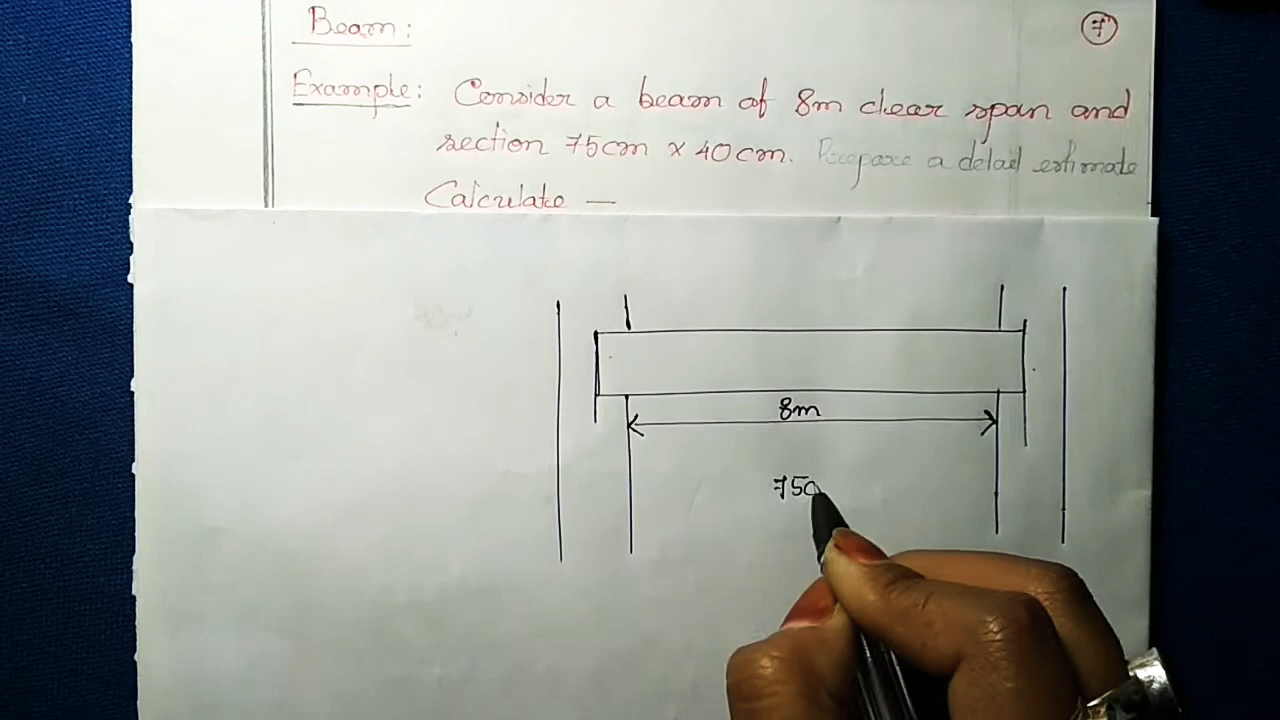 Beam:
7
Example: Consider a beam of 8m clear span and
section 75cm x 40cm. Prepare a detail estimate
Calculate —
8m
75c